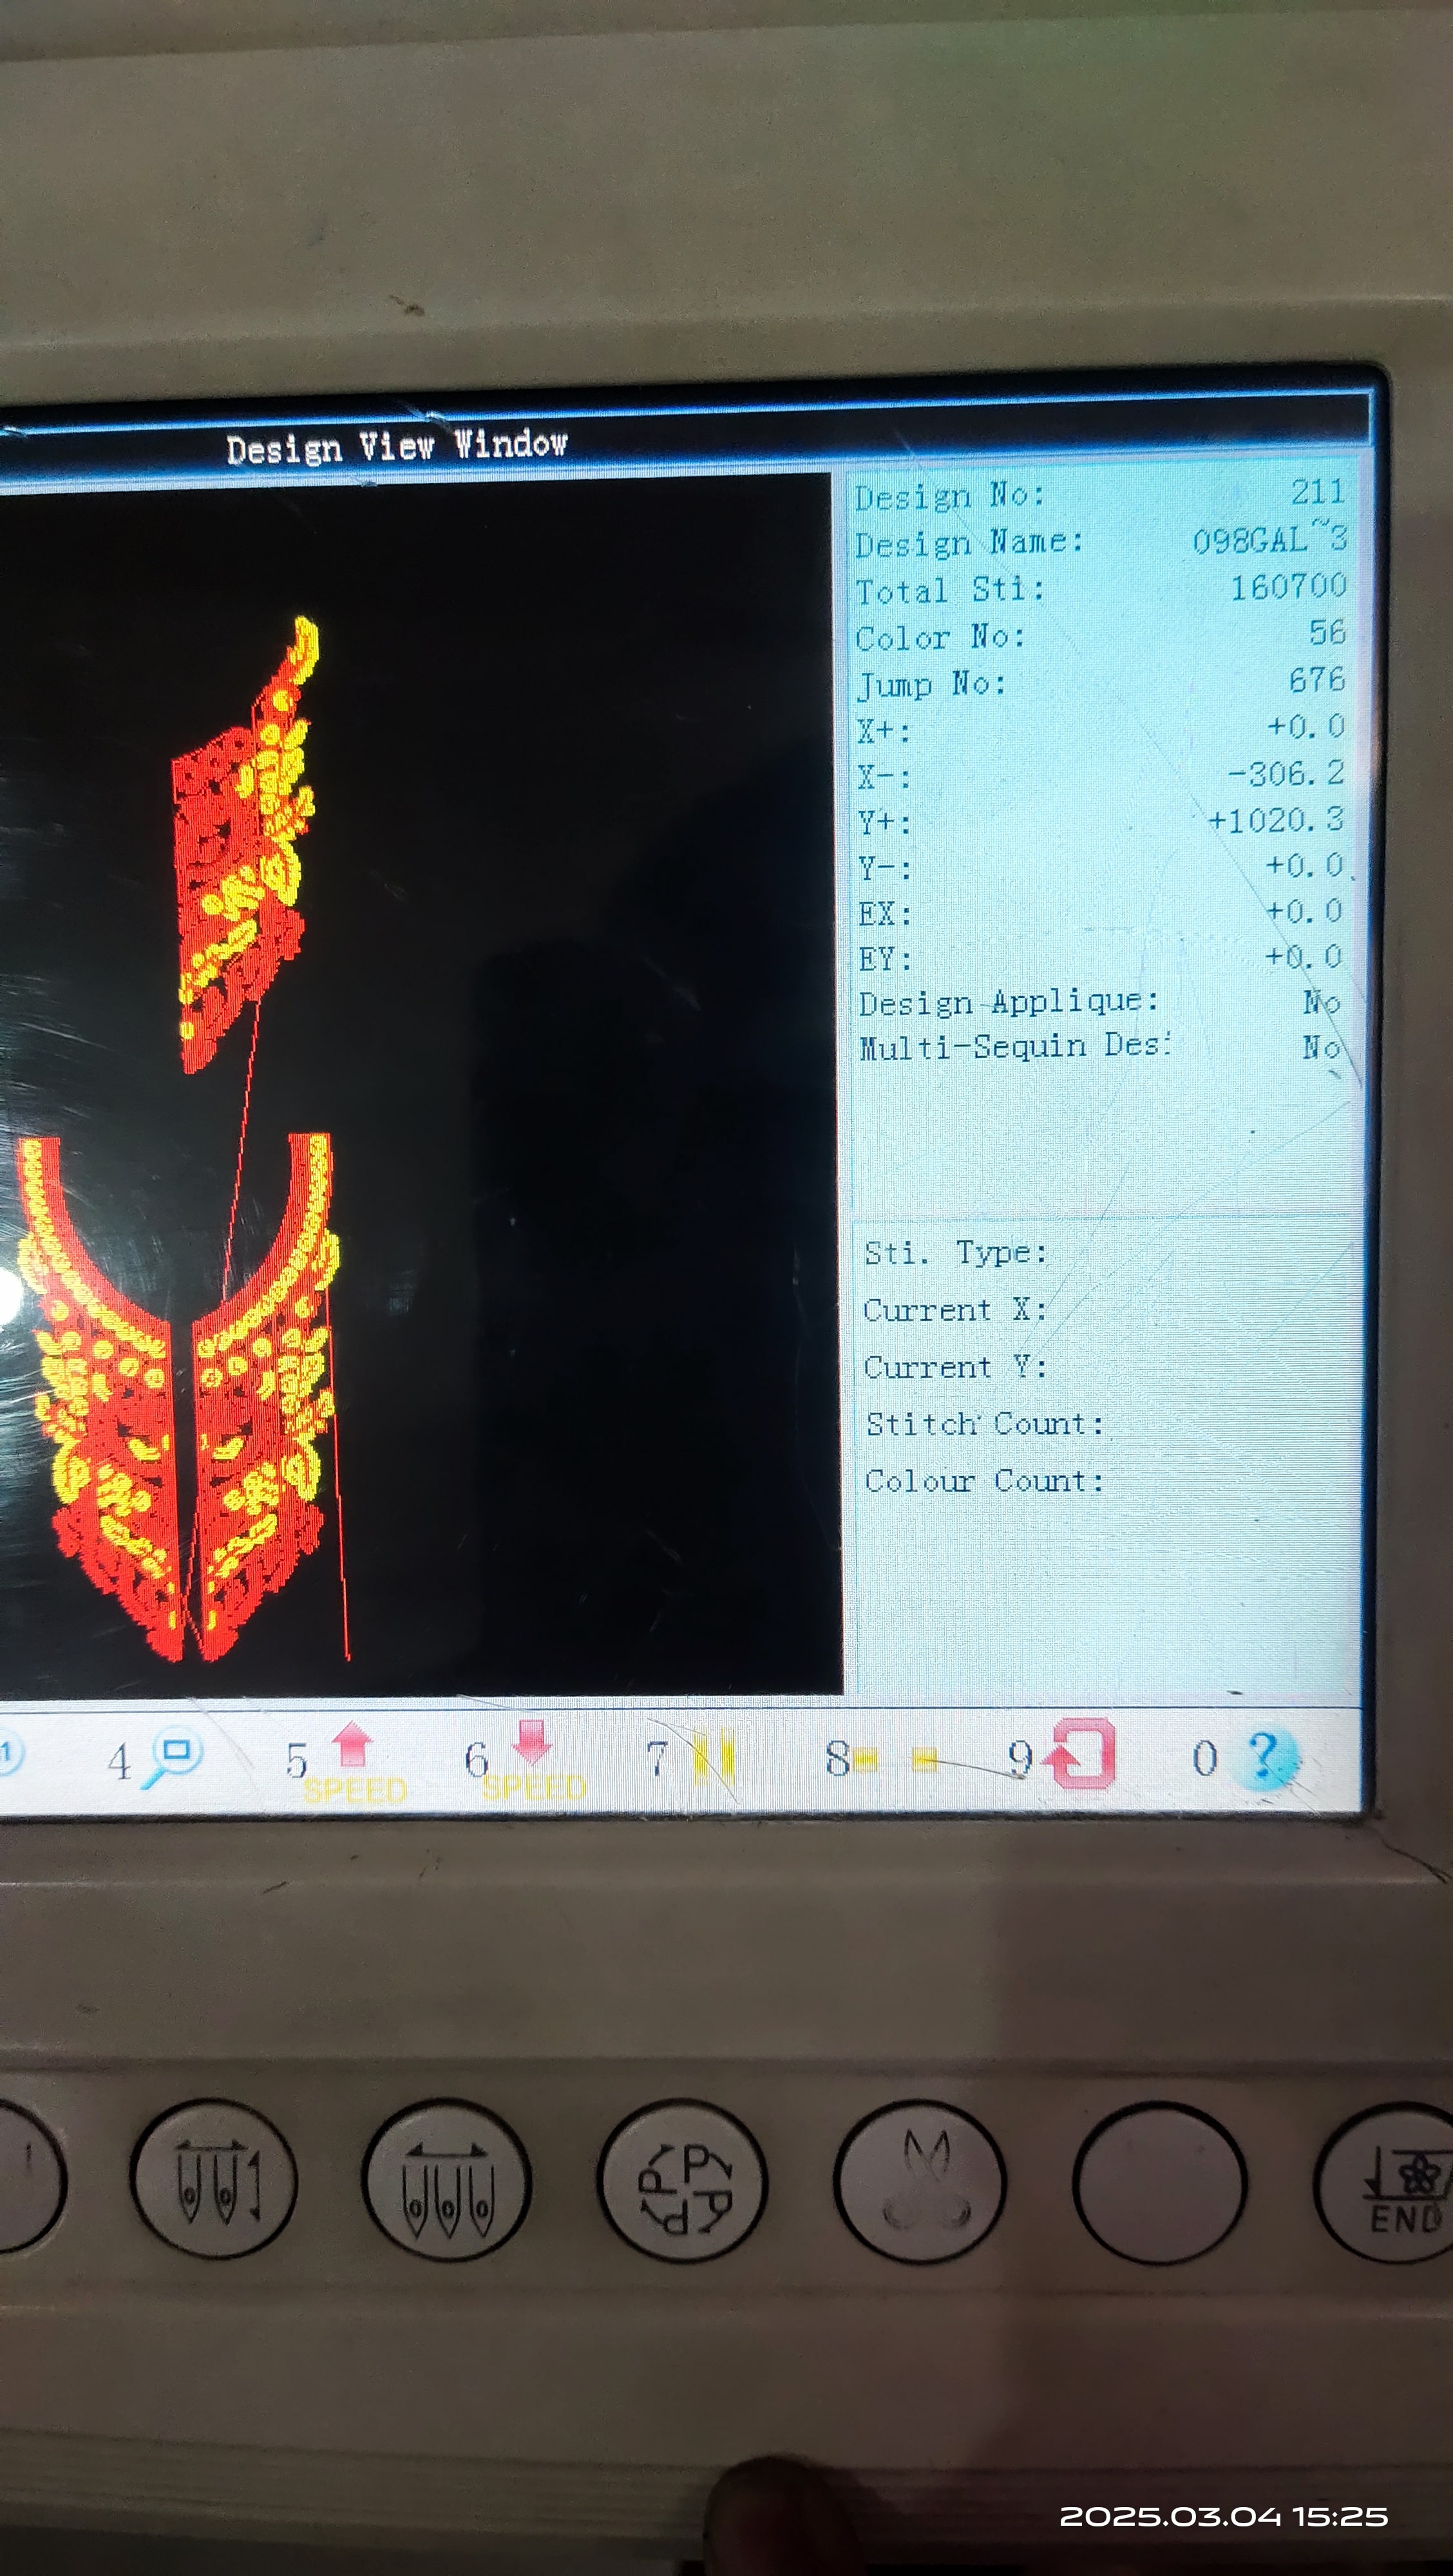 Design View Window
Design No: 211
Design Name: 098GAL~3
Total Sti: 160700
Color No: 56
Jump No: 676
X+: +0.0
X-: -306.2
Y+: +1020.3
Y-: +0.0
EX: +0.0
EY: +0.0
Design Applique: No
Multi-Sequin Des: No
Sti. Type:
Current X:
Current Y:
Stitch Count:
Colour Count:
1 4 5 SPEED 6 SPEED 7 8 9 0 ?
P P P P
END
2025.03.04 15:25